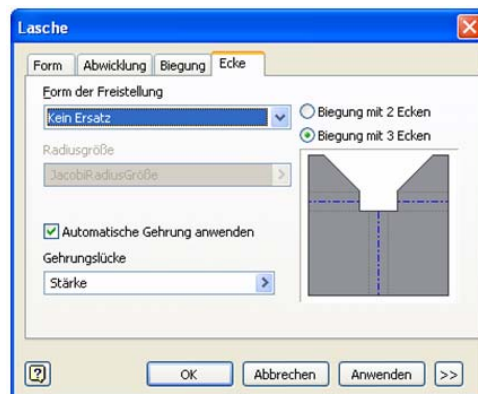 Lasche
Form Abwicklung Biegung Ecke
Form der Freistellung
Kein Ersatz
Biegung mit 2 Ecken
Biegung mit 3 Ecken
Radiusgröße
JacobiRadiusGröße
Automatische Gehrung anwenden
Gehrungslücke
Stärke
OK Abbrechen Anwenden >>